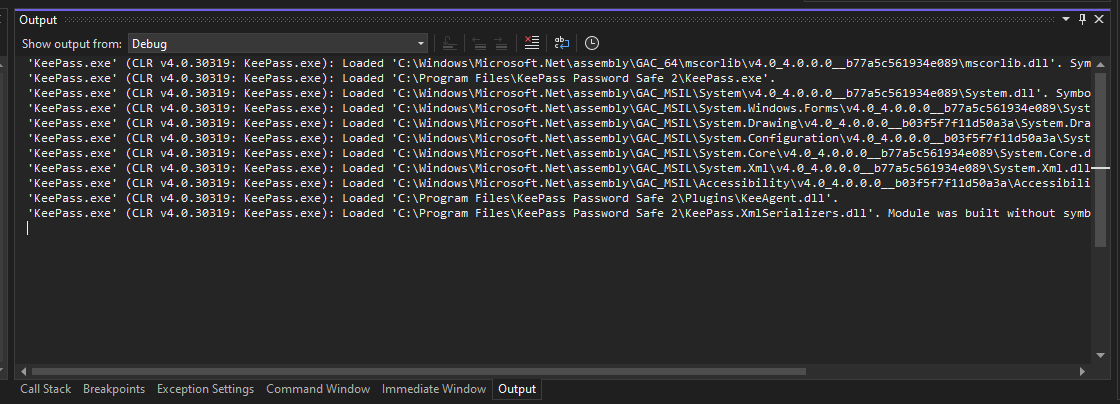 Output
Show output from: Debug
'KeePass.exe' (CLR v4.0.30319: KeePass.exe): Loaded 'C:\Windows\Microsoft.Net\assembly\GAC_64\mscorlib\v4.0_4.0.0.0__b77a5c561934e089\mscorlib.dll'. Sym
'KeePass.exe' (CLR v4.0.30319: KeePass.exe): Loaded 'C:\Program Files\KeePass Password Safe 2\KeePass.exe'.
'KeePass.exe' (CLR v4.0.30319: KeePass.exe): Loaded 'C:\Windows\Microsoft.Net\assembly\GAC_MSIL\System\v4.0_4.0.0.0__b77a5c561934e089\System.dll'. Symbo
'KeePass.exe' (CLR v4.0.30319: KeePass.exe): Loaded 'C:\Windows\Microsoft.Net\assembly\GAC_MSIL\System.Windows.Forms\v4.0_4.0.0.0__b77a5c561934e089\Syst
'KeePass.exe' (CLR v4.0.30319: KeePass.exe): Loaded 'C:\Windows\Microsoft.Net\assembly\GAC_MSIL\System.Drawing\v4.0_4.0.0.0__b03f5f7f11d50a3a\System.Dra
'KeePass.exe' (CLR v4.0.30319: KeePass.exe): Loaded 'C:\Windows\Microsoft.Net\assembly\GAC_MSIL\System.Configuration\v4.0_4.0.0.0__b03f5f7f11d50a3a\Syst
'KeePass.exe' (CLR v4.0.30319: KeePass.exe): Loaded 'C:\Windows\Microsoft.Net\assembly\GAC_MSIL\System.Core\v4.0_4.0.0.0__b77a5c561934e089\System.Core.d
'KeePass.exe' (CLR v4.0.30319: KeePass.exe): Loaded 'C:\Windows\Microsoft.Net\assembly\GAC_MSIL\System.Xml\v4.0_4.0.0.0__b77a5c561934e089\System.Xml.dll
'KeePass.exe' (CLR v4.0.30319: KeePass.exe): Loaded 'C:\Windows\Microsoft.Net\assembly\GAC_MSIL\Accessibility\v4.0_4.0.0.0__b03f5f7f11d50a3a\Accessibili
'KeePass.exe' (CLR v4.0.30319: KeePass.exe): Loaded 'C:\Program Files\KeePass Password Safe 2\Plugins\KeeAgent.dll'.
'KeePass.exe' (CLR v4.0.30319: KeePass.exe): Loaded 'C:\Program Files\KeePass Password Safe 2\KeePass.XmlSerializers.dll'. Module was built without symb
Call Stack Breakpoints Exception Settings Command Window Immediate Window Output